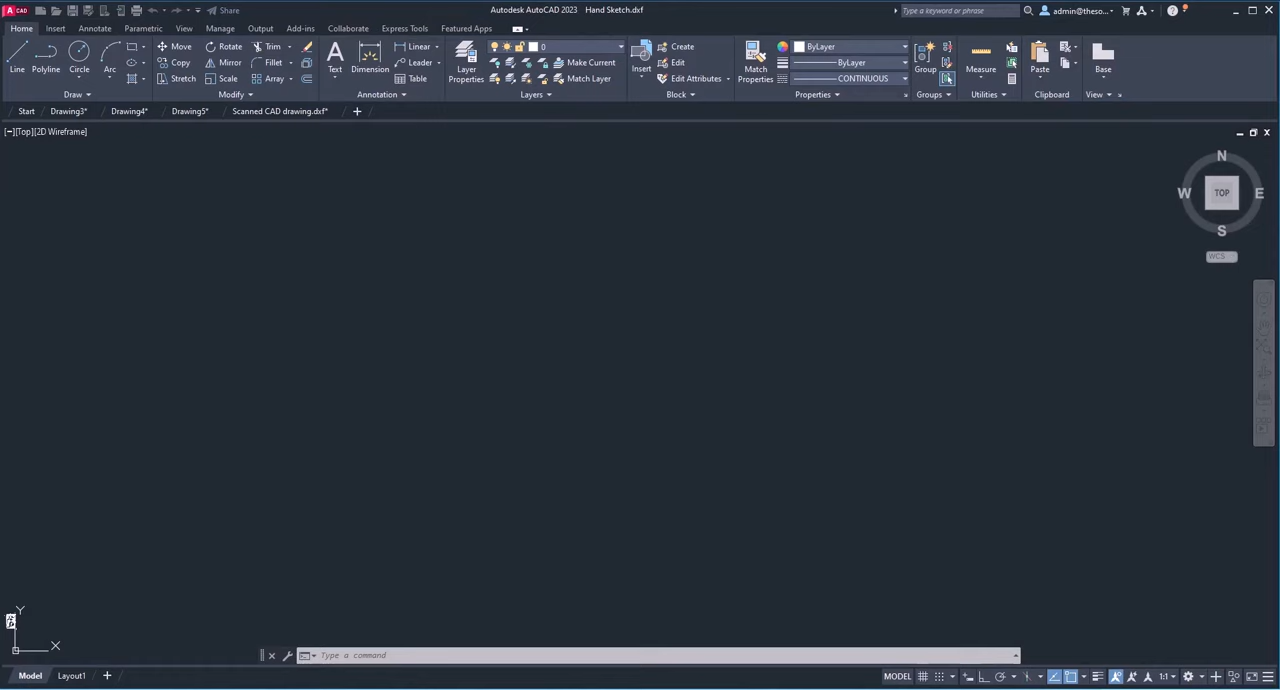 A CAD Share Autodesk AutoCAD 2023 Hand Sketch.dxf Type a keyword or phrase admin@theso...
Home Insert Annotate Parametric View Manage Output Add-ins Collaborate Express Tools Featured Apps
Move Rotate Trim Linear 0 Create ByLayer
Line Polyline Circle Arc Copy Mirror Fillet Text Dimension Leader Layer Properties Make Current Insert Edit Match Properties ByLayer Group Measure Paste Base
Stretch Scale Array Table Match Layer Edit Attributes CONTINUOUS
Draw Modify Annotation Layers Block Properties Groups Utilities Clipboard View
Start Drawing3* Drawing4* Drawing5* Scanned CAD drawing.dxf* +
[−][Top][2D Wireframe]
N
W TOP E
S
WCS
Y
X
Type a command
Model Layout1 + MODEL 1:1